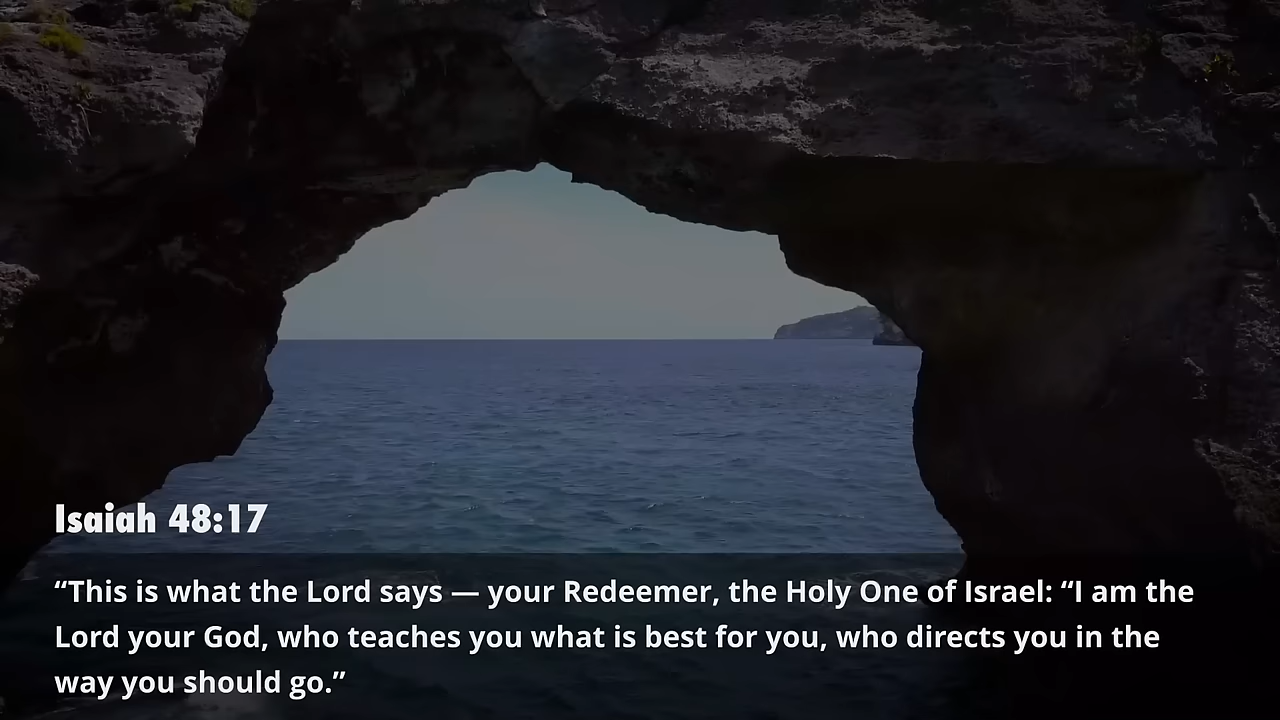 Isaiah 48:17
“This is what the Lord says — your Redeemer, the Holy One of Israel: “I am the
Lord your God, who teaches you what is best for you, who directs you in the
way you should go.”